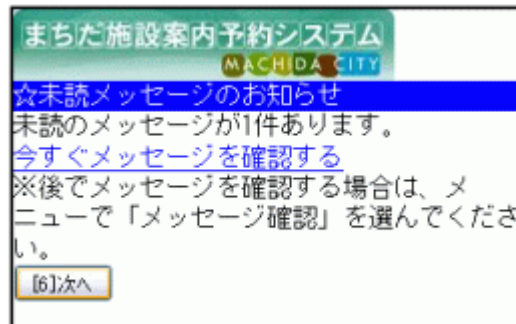 まちだ施設案内予約システム
MACHIDA CITY
☆未読メッセージのお知らせ
未読のメッセージが1件あります。
今すぐメッセージを確認する
※後でメッセージを確認する場合は、メ
ニューで「メッセージ確認」を選んでくださ
い。
[6]次へ